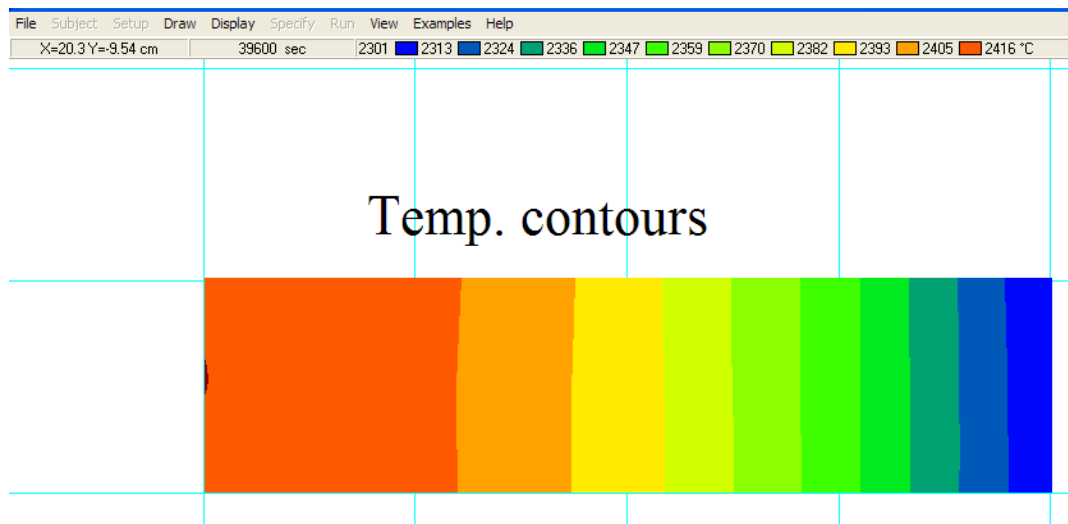 File Subject Setup Draw Display Specify Run View Examples Help
X=20.3 Y=-9.54 cm 39600 sec 2301 2313 2324 2336 2347 2359 2370 2382 2393 2405 2416 °C
Temp. contours